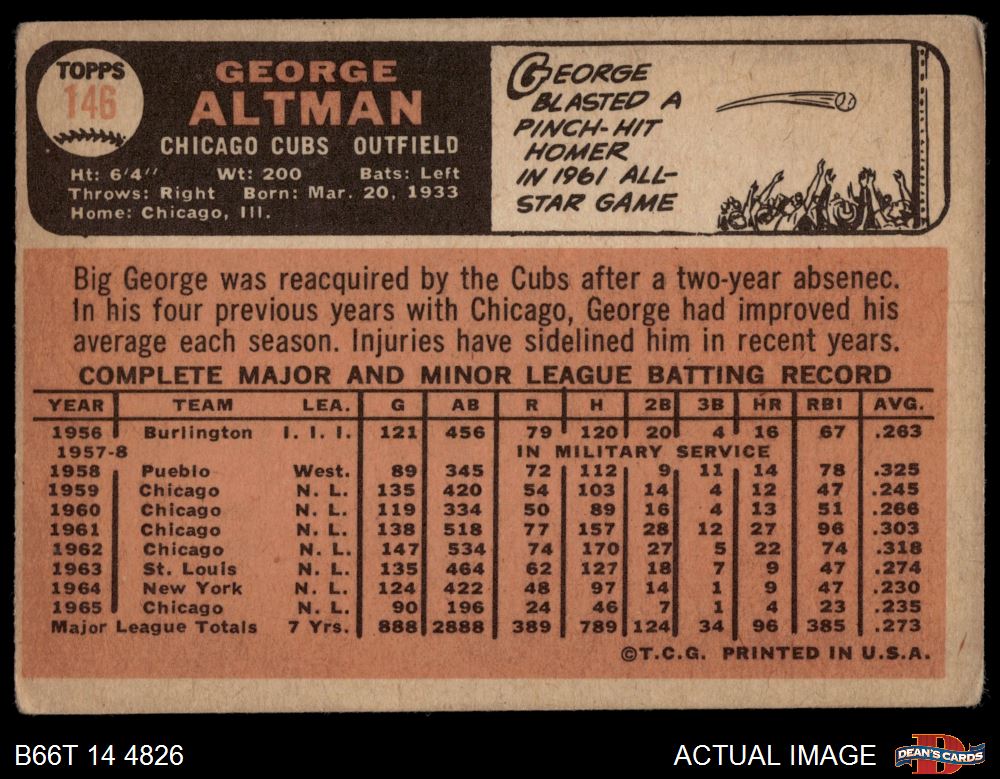 TOPPS
146
GEORGE
ALTMAN
CHICAGO CUBS OUTFIELD
Ht: 6'4" Wt: 200 Bats: Left
Throws: Right Born: Mar. 20, 1933
Home: Chicago, Ill.
GEORGE
BLASTED A
PINCH-HIT
HOMER
IN 1961 ALL-
STAR GAME
Big George was reacquired by the Cubs after a two-year absenec.
In his four previous years with Chicago, George had improved his
average each season. Injuries have sidelined him in recent years.
COMPLETE MAJOR AND MINOR LEAGUE BATTING RECORD
YEAR TEAM LEA. G AB R H 2B 3B HR RBI AVG.
1956 Burlington I. I. I. 121 456 79 120 20 4 16 67 .263
1957-8 IN MILITARY SERVICE
1958 Pueblo West. 89 345 72 112 9 11 14 78 .325
1959 Chicago N. L. 135 420 54 103 14 4 12 47 .245
1960 Chicago N. L. 119 334 50 89 16 4 13 51 .266
1961 Chicago N. L. 138 518 77 157 28 12 27 96 .303
1962 Chicago N. L. 147 534 74 170 27 5 22 74 .318
1963 St. Louis N. L. 135 464 62 127 18 7 9 47 .274
1964 New York N. L. 124 422 48 97 14 1 9 47 .230
1965 Chicago N. L. 90 196 24 46 7 1 4 23 .235
Major League Totals 7 Yrs. 888 2888 389 789 124 34 96 385 .273
©T.C.G. PRINTED IN U.S.A.
B66T 14 4826
ACTUAL IMAGE
D
DEAN'S CARDS